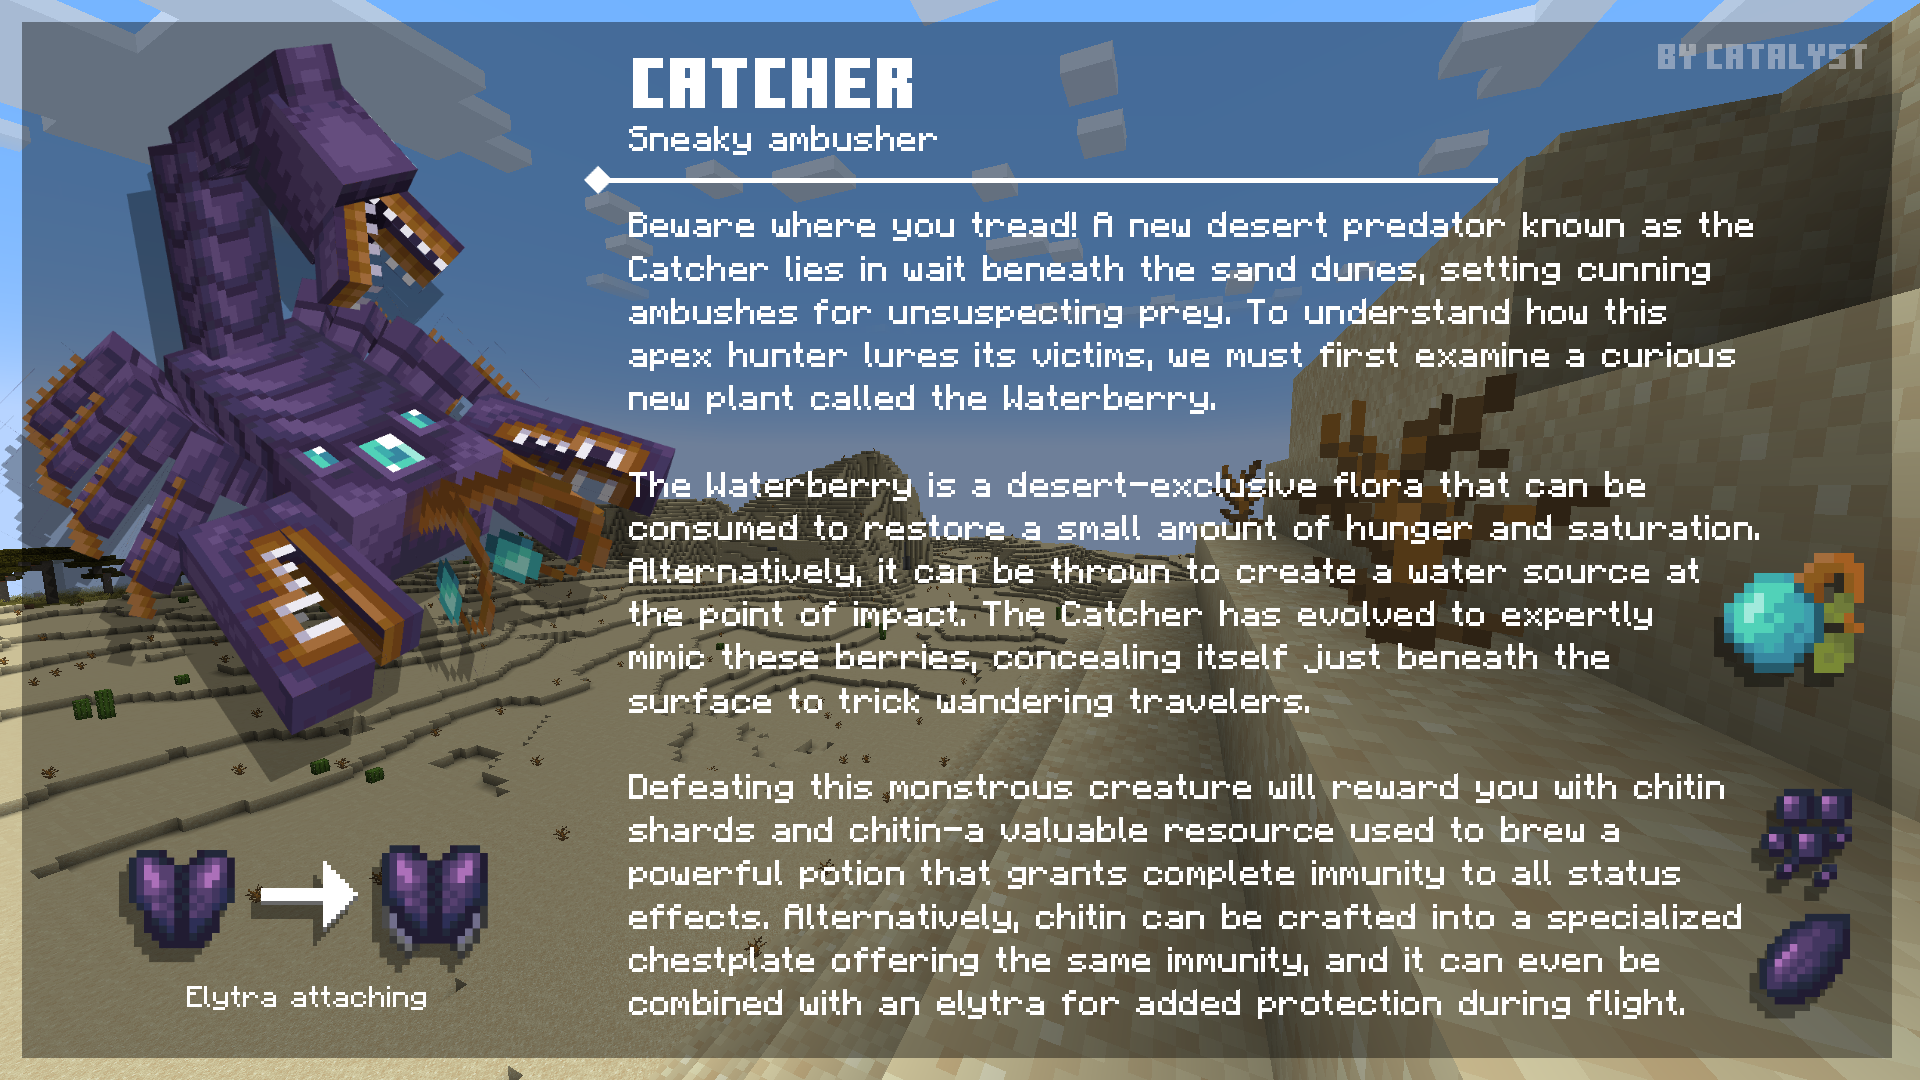 BY CATALYST
CATCHER
Sneaky ambusher
Beware where you tread! A new desert predator known as the
Catcher lies in wait beneath the sand dunes, setting cunning
ambushes for unsuspecting prey. To understand how this
apex hunter lures its victims, we must first examine a curious
new plant called the Waterberry.
The Waterberry is a desert-exclusive flora that can be
consumed to restore a small amount of hunger and saturation.
Alternatively, it can be thrown to create a water source at
the point of impact. The Catcher has evolved to expertly
mimic these berries, concealing itself just beneath the
surface to trick wandering travelers.
Defeating this monstrous creature will reward you with chitin
shards and chitin-a valuable resource used to brew a
powerful potion that grants complete immunity to all status
effects. Alternatively, chitin can be crafted into a specialized
chestplate offering the same immunity, and it can even be
combined with an elytra for added protection during flight.
Elytra attaching